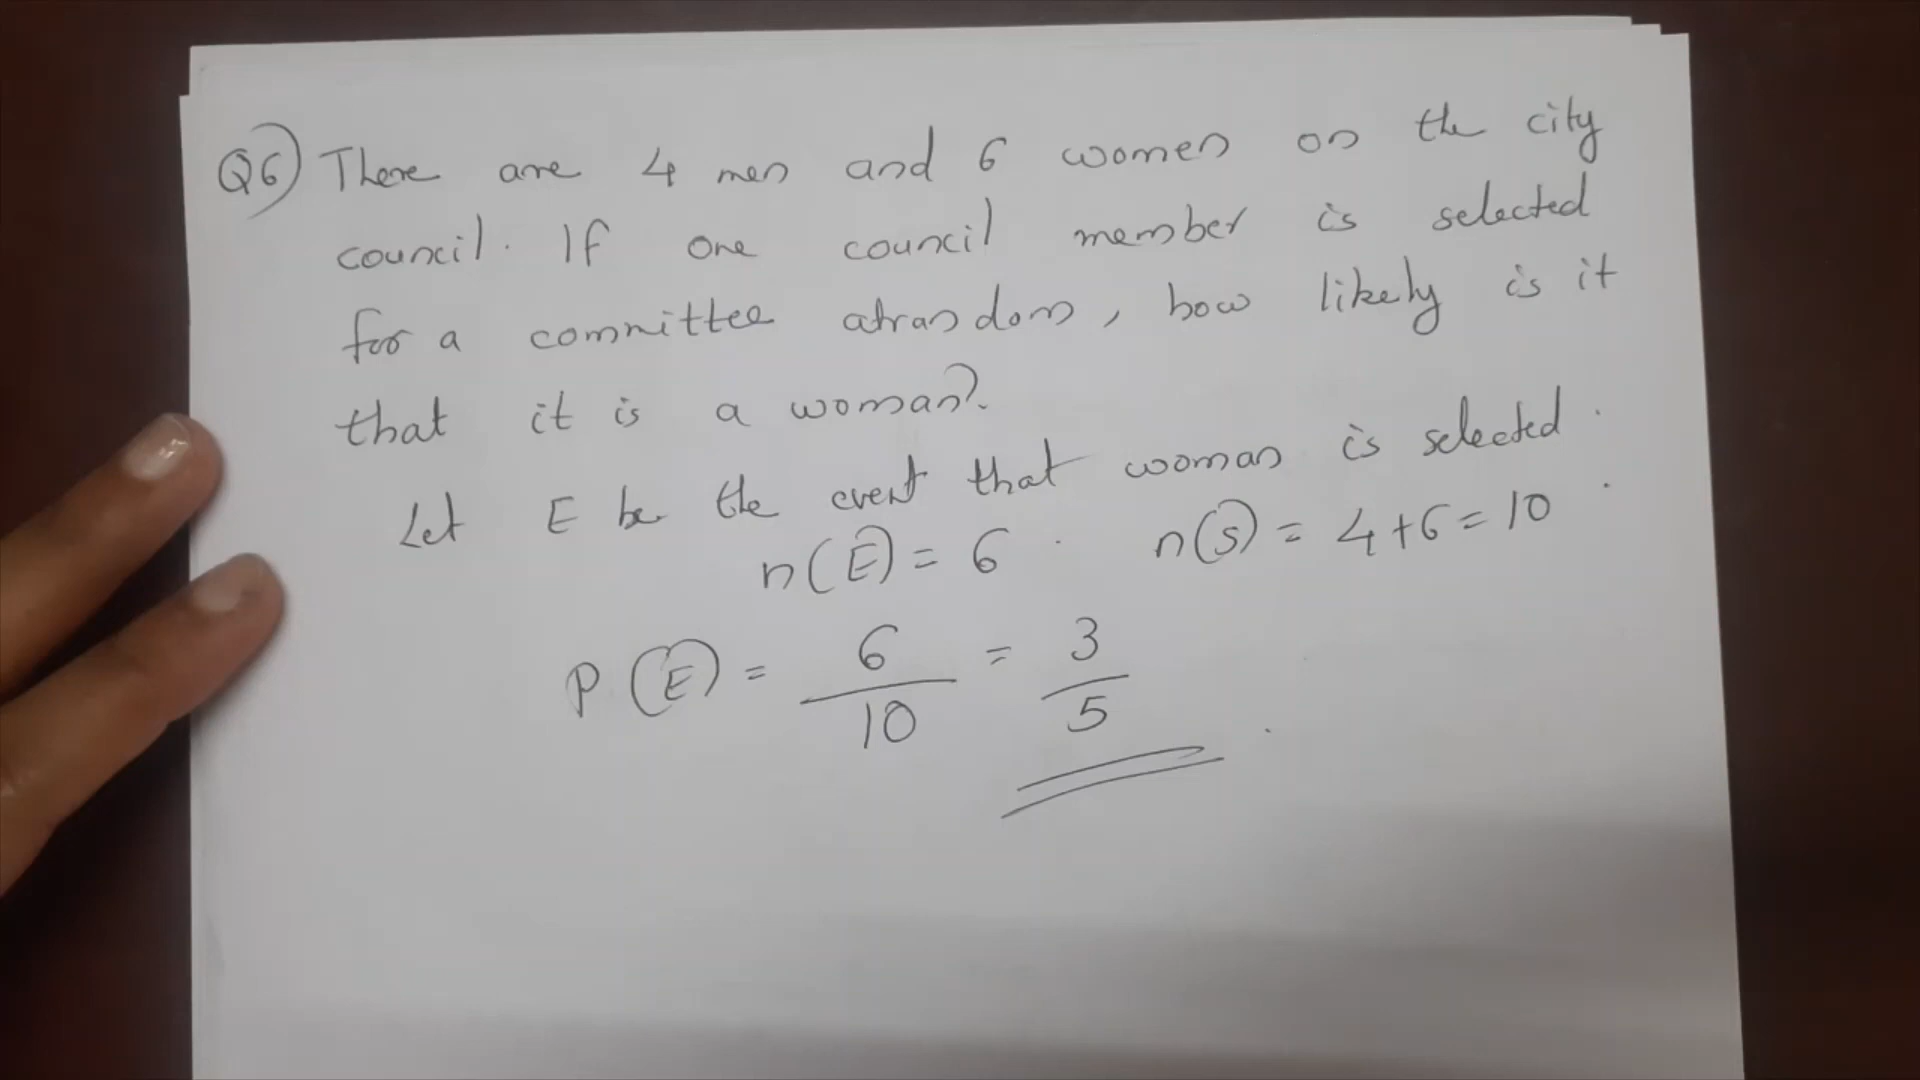 Q6) There are 4 men and 6 women on the city
council. If one council member is selected
for a committee atrandom, how likely is it
that it is a woman?
Let E be the event that woman is selected.
n(E) = 6. n(S) = 4+6=10.
P(E) = 6/10 = 3/5.